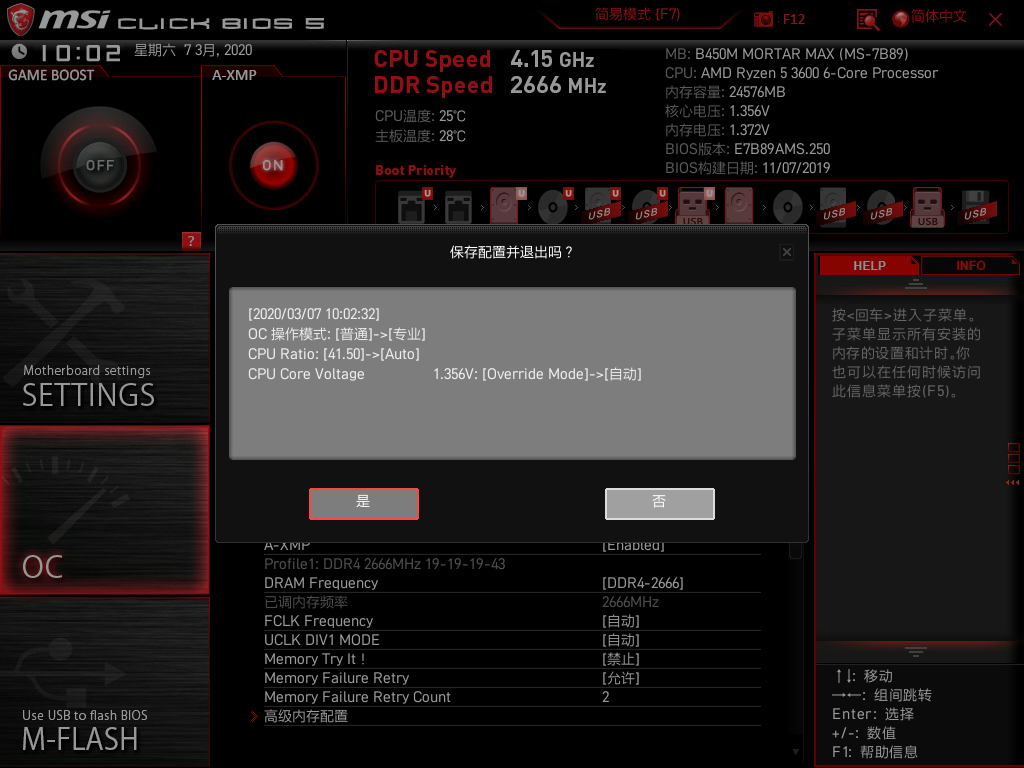 msi CLICK BIOS 5
简易模式 (F7)
F12
简体中文
10:02
星期六 7 3月, 2020
GAME BOOST
A-XMP
OFF
ON
CPU Speed 4.15 GHz
DDR Speed 2666 MHz
CPU温度: 25℃
主板温度: 28℃
MB: B450M MORTAR MAX (MS-7B89)
CPU: AMD Ryzen 5 3600 6-Core Processor
内存容量: 24576MB
核心电压: 1.356V
内存电压: 1.372V
BIOS版本: E7B89AMS.250
BIOS构建日期: 11/07/2019
Boot Priority
U U U U U U
USB USB USB USB USB USB USB
?
保存配置并退出吗？
[2020/03/07 10:02:32]
OC 操作模式: [普通]->[专业]
CPU Ratio: [41.50]->[Auto]
CPU Core Voltage 1.356V: [Override Mode]->[自动]
是
否
HELP
INFO
按<回车>进入子菜单。
子菜单显示所有安装的
内存的设置和计时。你
也可以在任何时候访问
此信息菜单按(F5)。
Motherboard settings
SETTINGS
OC
Use USB to flash BIOS
M-FLASH
A-XMP [Enabled]
Profile1: DDR4 2666MHz 19-19-19-43
DRAM Frequency [DDR4-2666]
已调内存频率 2666MHz
FCLK Frequency [自动]
UCLK DIV1 MODE [自动]
Memory Try It ! [禁止]
Memory Failure Retry [允许]
Memory Failure Retry Count 2
高级内存配置
↑↓: 移动
→←: 组间跳转
Enter: 选择
+/-: 数值
F1: 帮助信息